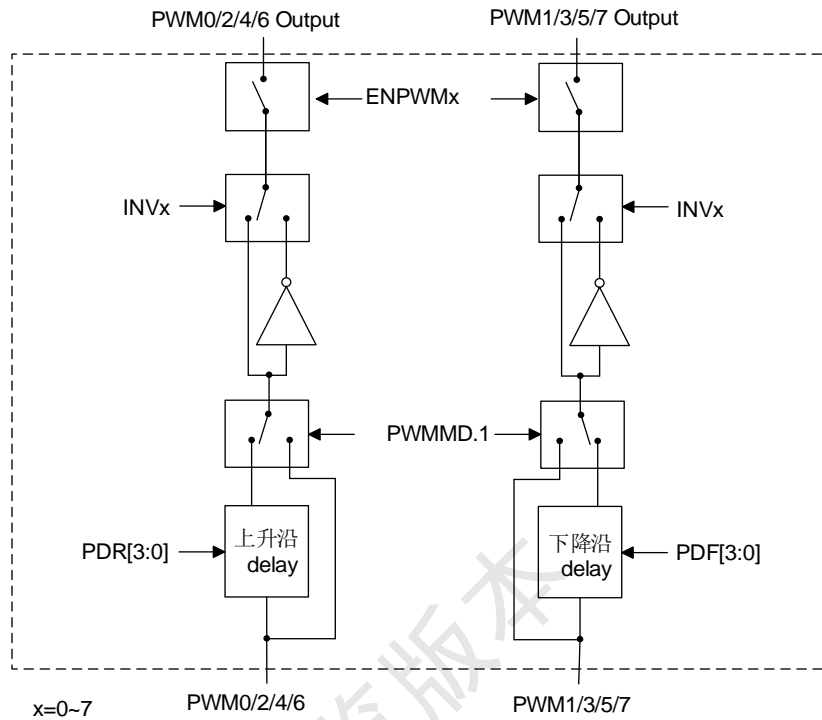 PWM0/2/4/6 Output
PWM1/3/5/7 Output
ENPWMx
INVx
INVx
PWMMD.1
PDR[3:0]
上升沿
delay
下降沿
delay
PDF[3:0]
PWM0/2/4/6
PWM1/3/5/7
x=0~7
版本